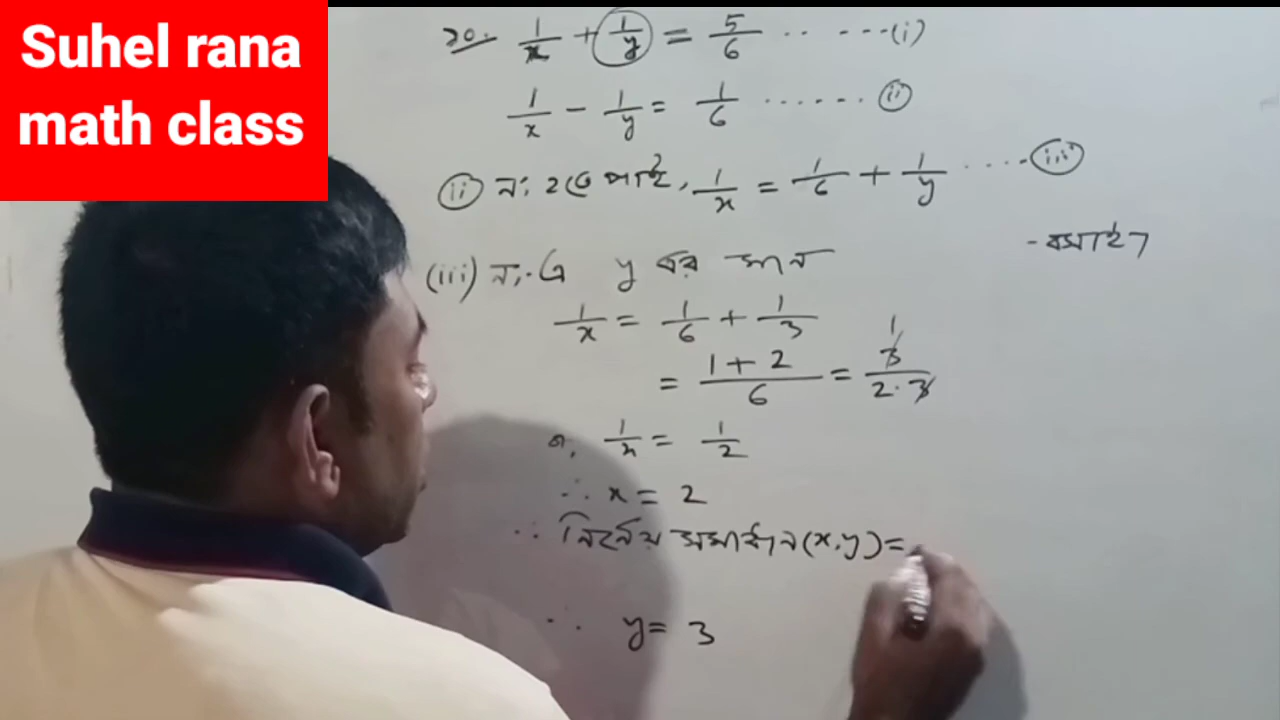 Suhel rana
math class
১০. 1/x + 1/y = 5/6 .. ---(i)
1/x - 1/y = 1/6 ...... (ii)
(ii) নং হতে পাই, 1/x = 1/6 + 1/y ....(iii)
(iii) নং-এ y এর মান - বসাই,
1/x = 1/6 + 1/3
= (1+2)/6 = 3/(2·3) 1
বা, 1/x = 1/2
∴ x = 2
∴ নির্ণেয় সমাধান (x,y) =
∴ y = 3